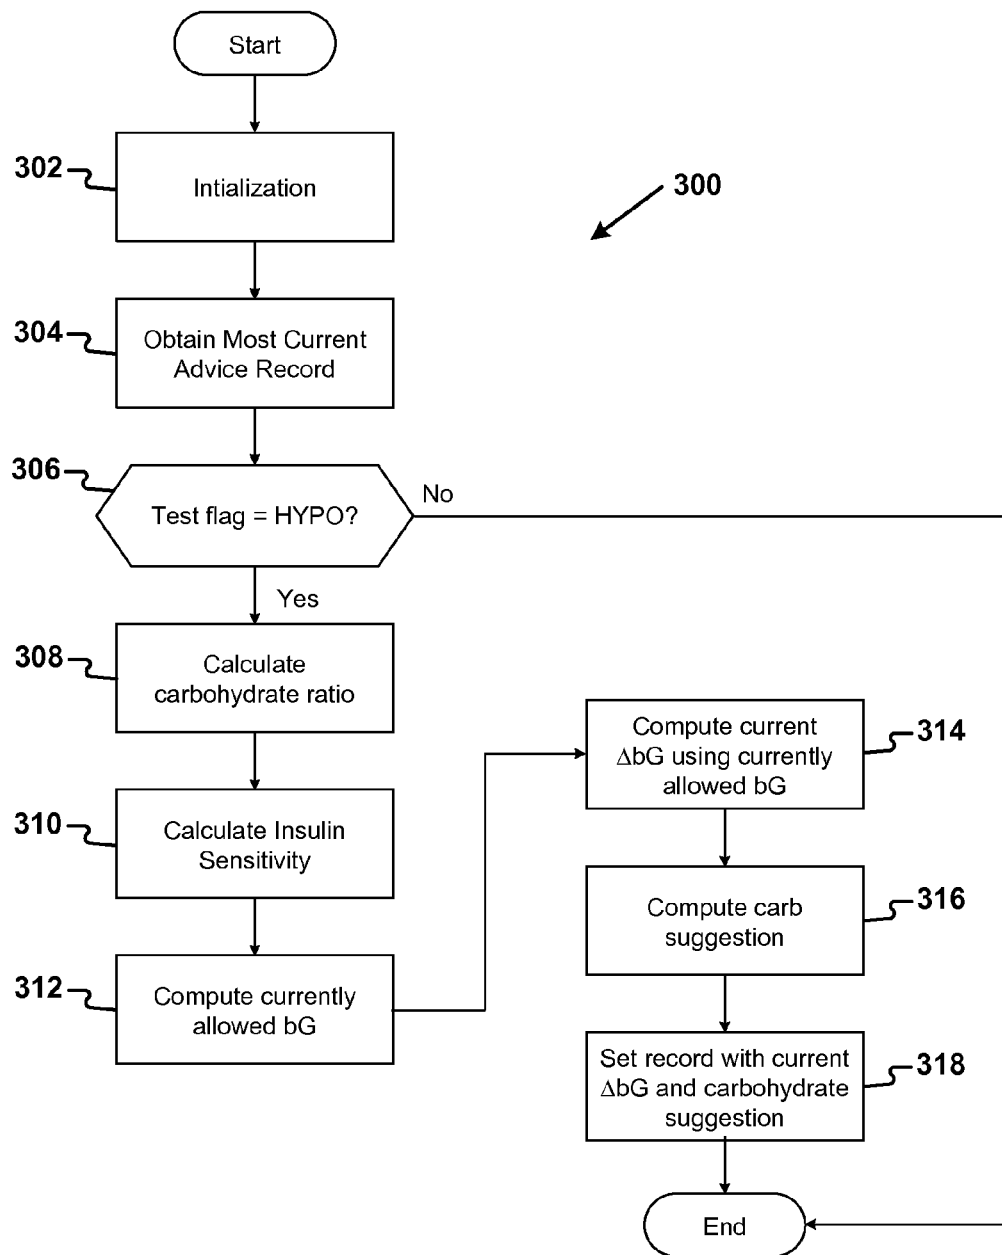 Start
302
Intialization
300
304
Obtain Most Current
Advice Record
306
Test flag = HYPO?
No
Yes
308
Calculate
carbohydrate ratio
310
Calculate Insulin
Sensitivity
312
Compute currently
allowed bG
Compute current
ΔbG using currently
allowed bG
314
Compute carb
suggestion
316
Set record with current
ΔbG and carbohydrate
suggestion
318
End